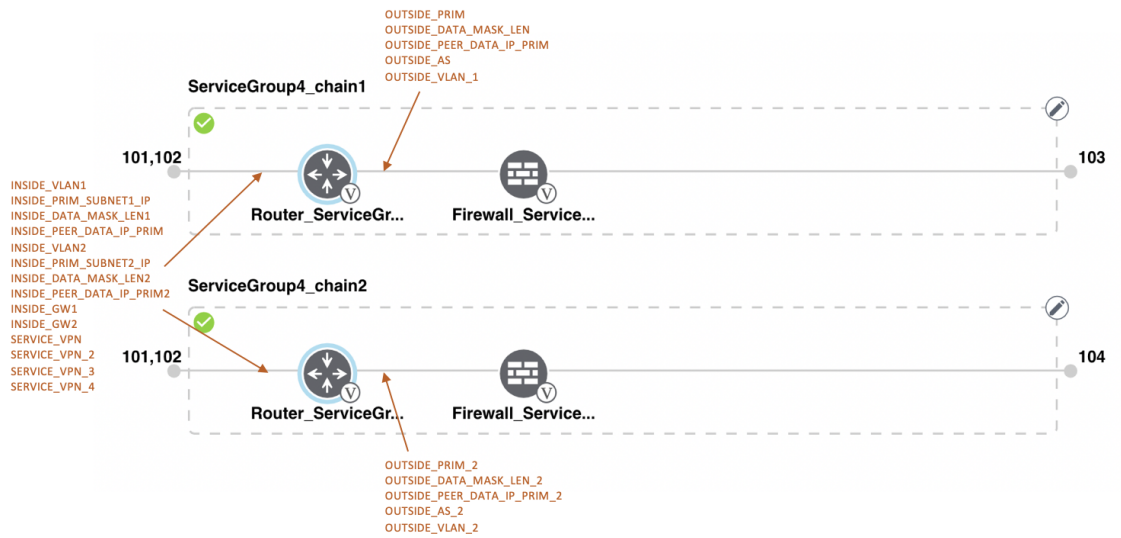 OUTSIDE_PRIM
OUTSIDE_DATA_MASK_LEN
OUTSIDE_PEER_DATA_IP_PRIM
OUTSIDE_AS
OUTSIDE_VLAN_1
ServiceGroup4_chain1
101,102
103
V
V
Router_ServiceGr...
Firewall_Service...
INSIDE_VLAN1
INSIDE_PRIM_SUBNET1_IP
INSIDE_DATA_MASK_LEN1
INSIDE_PEER_DATA_IP_PRIM
INSIDE_VLAN2
INSIDE_PRIM_SUBNET2_IP
INSIDE_DATA_MASK_LEN2
INSIDE_PEER_DATA_IP_PRIM2
INSIDE_GW1
INSIDE_GW2
SERVICE_VPN
SERVICE_VPN_2
SERVICE_VPN_3
SERVICE_VPN_4
ServiceGroup4_chain2
101,102
104
V
V
Router_ServiceGr...
Firewall_Service...
OUTSIDE_PRIM_2
OUTSIDE_DATA_MASK_LEN_2
OUTSIDE_PEER_DATA_IP_PRIM_2
OUTSIDE_AS_2
OUTSIDE_VLAN_2